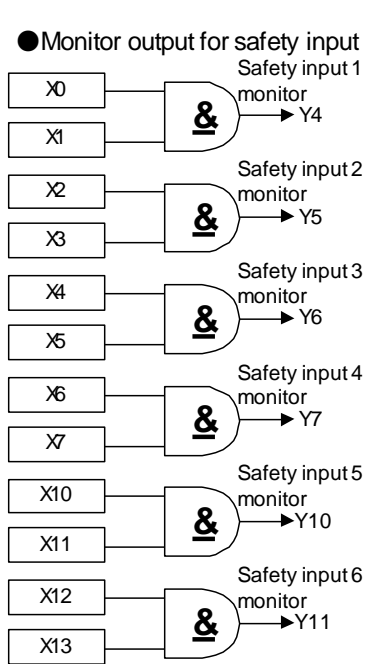 ●Monitor output for safety input
Safety input 1
X0
monitor
&
Y4
X1
Safety input 2
X2
monitor
&
Y5
X3
Safety input 3
X4
monitor
&
Y6
X5
Safety input 4
X6
monitor
&
Y7
X7
Safety input 5
X10
monitor
&
Y10
X11
Safety input 6
X12
monitor
&
Y11
X13